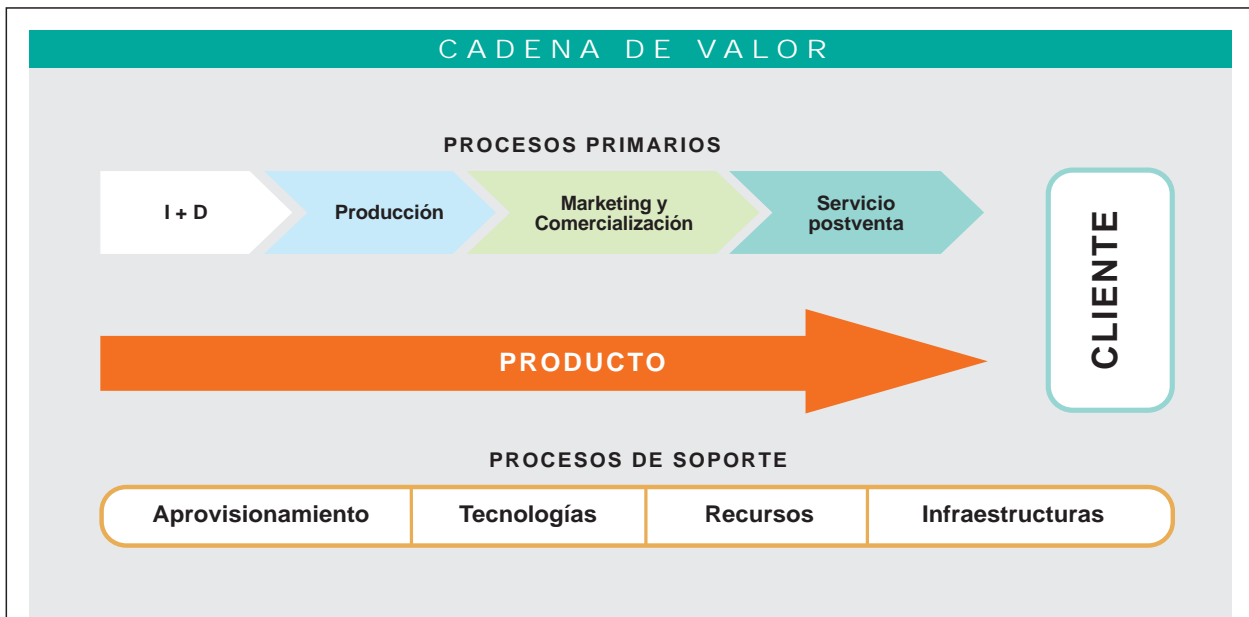 CADENA DE VALOR
PROCESOS PRIMARIOS
I + D
Producción
Marketing y
Comercialización
Servicio
postventa
CLIENTE
PRODUCTO
PROCESOS DE SOPORTE
Aprovisionamiento
Tecnologías
Recursos
Infraestructuras